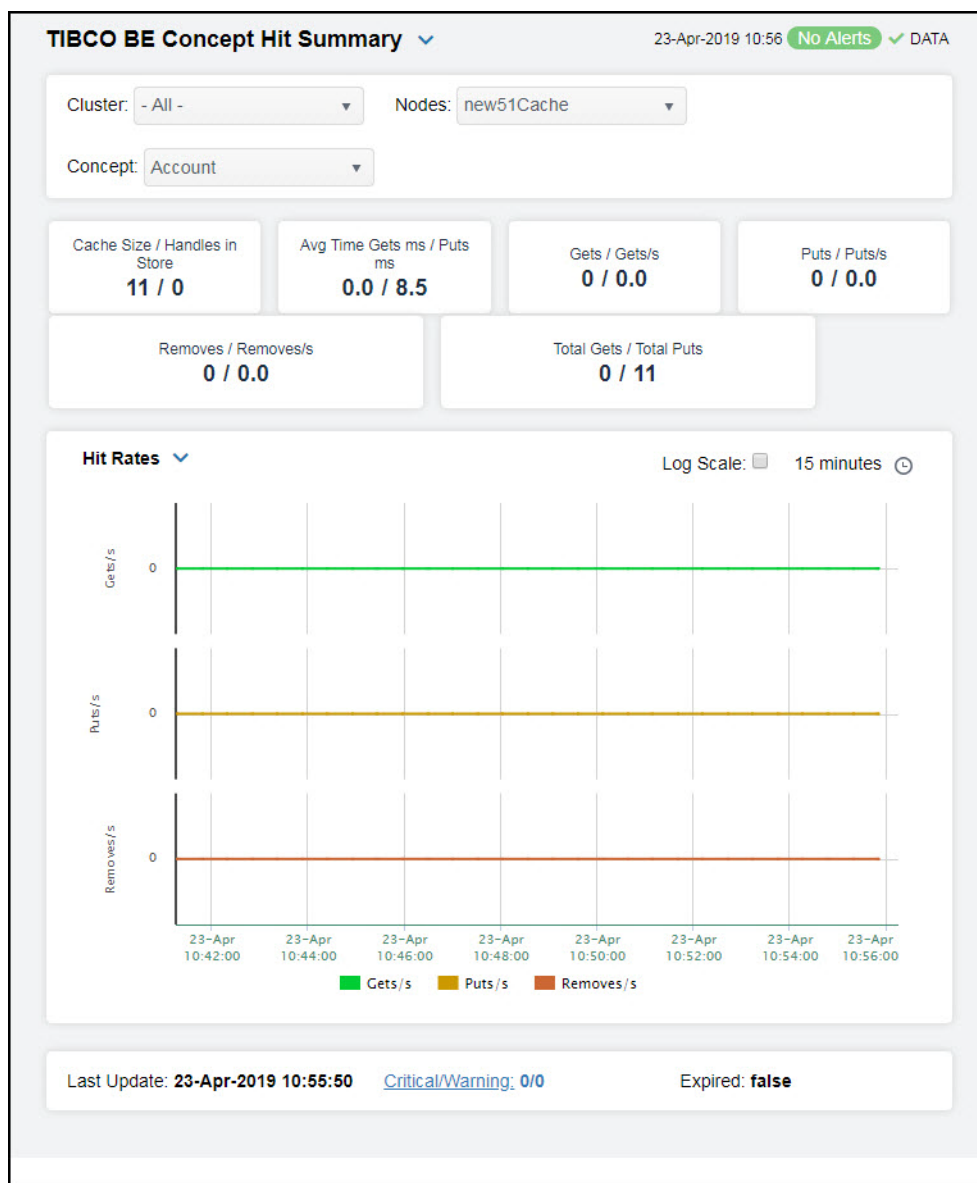 TIBCO BE Concept Hit Summary 23-Apr-2019 10:56 No Alerts DATA
Cluster: - All - Nodes: new51Cache
Concept: Account
Cache Size / Handles in
Store
11 / 0
Avg Time Gets ms / Puts
ms
0.0 / 8.5
Gets / Gets/s
0 / 0.0
Puts / Puts/s
0 / 0.0
Removes / Removes/s
0 / 0.0
Total Gets / Total Puts
0 / 11
Hit Rates Log Scale: 15 minutes
Gets/s
0
Puts/s
0
Removes/s
0
23-Apr 23-Apr 23-Apr 23-Apr 23-Apr 23-Apr 23-Apr 23-Apr
10:42:00 10:44:00 10:46:00 10:48:00 10:50:00 10:52:00 10:54:00 10:56:00
Gets/s Puts/s Removes/s
Last Update: 23-Apr-2019 10:55:50 Critical/Warning: 0/0 Expired: false